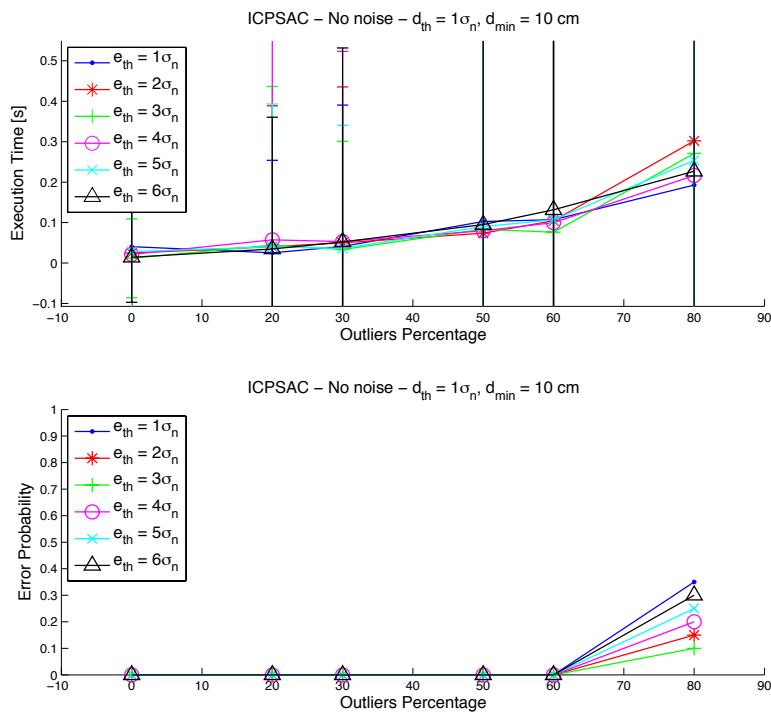 ICPSAC – No noise – d_th = 1σ_n, d_min = 10 cm
Execution Time [s]
0.5
0.4
0.3
0.2
0.1
0
−0.1
e_th = 1σ_n
e_th = 2σ_n
e_th = 3σ_n
e_th = 4σ_n
e_th = 5σ_n
e_th = 6σ_n
−10 0 10 20 30 40 50 60 70 80 90
Outliers Percentage
ICPSAC – No noise – d_th = 1σ_n, d_min = 10 cm
Error Probability
1
0.9
0.8
0.7
0.6
0.5
0.4
0.3
0.2
0.1
0
e_th = 1σ_n
e_th = 2σ_n
e_th = 3σ_n
e_th = 4σ_n
e_th = 5σ_n
e_th = 6σ_n
−10 0 10 20 30 40 50 60 70 80 90
Outliers Percentage